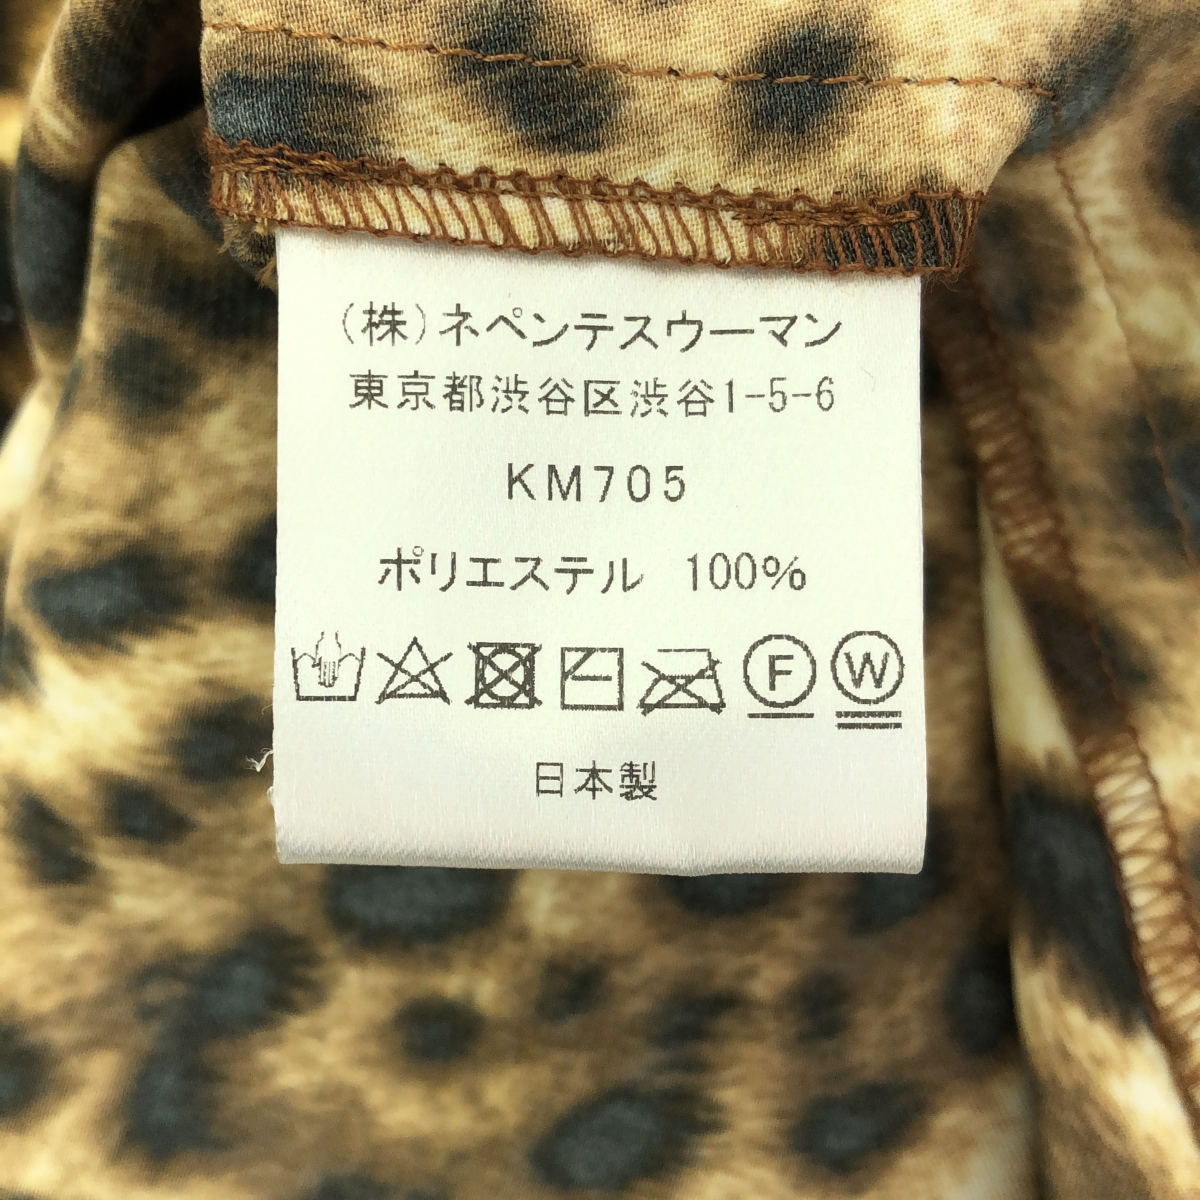 (株)ネペンテスウーマン
東京都渋谷区渋谷1-5-6
KM705
ポリエステル 100%
F W
日本製